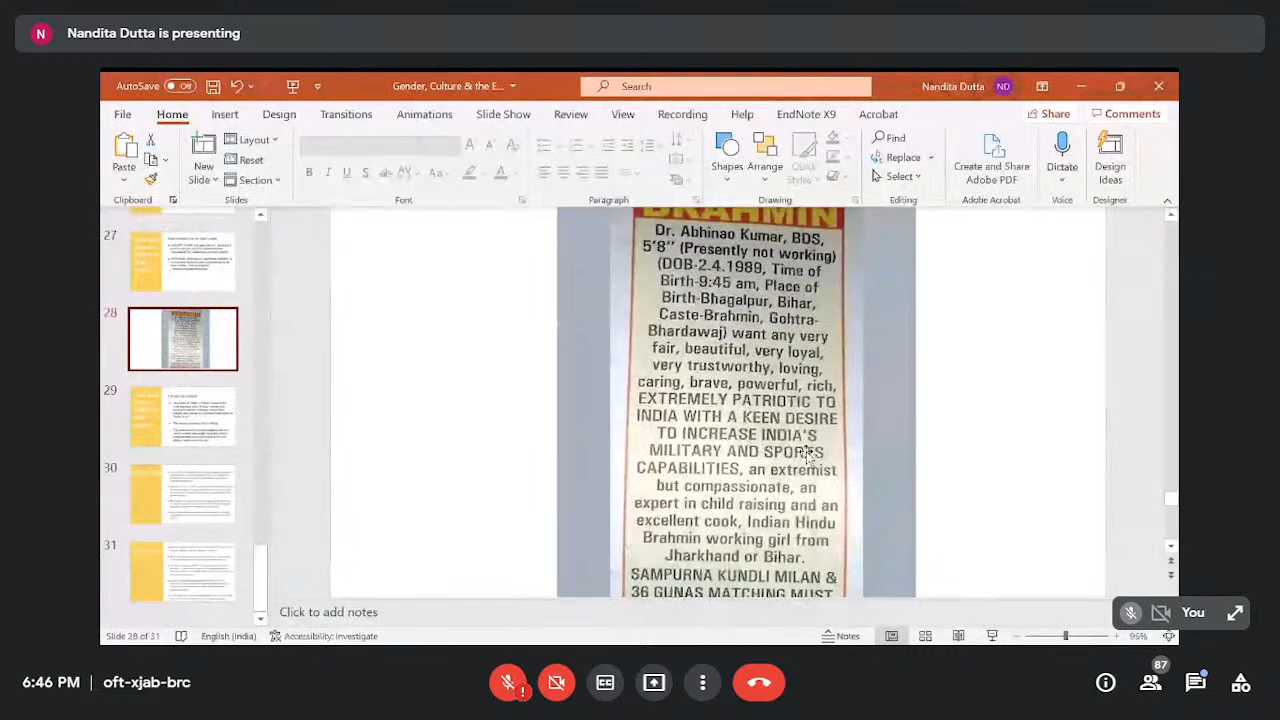 N Nandita Dutta is presenting
AutoSave Off
Gender, Culture & the E...
Search
Nandita Dutta ND
File Home Insert Design Transitions Animations Slide Show Review View Recording Help EndNote X9 Acrobat Share Comments
Paste
New
Slide
Layout
Reset
Section
Shapes Arrange Quick
Styles
Find
Replace
Select
Create and Share
Adobe PDF
Dictate
Design
Ideas
Clipboard Slides Font Paragraph Drawing Editing Adobe Acrobat Voice Designer
27
28
29
30
31
BRAHMIN
Dr. Abhinao Kumar, BDS,
5'8" (Presently not working)
(DOB-2.4.1989, Time of
Birth-9:45 am, Place of
Birth-Bhagalpur, Bihar,
Caste-Brahmin, Gohtra-
Bhardawaj) want any very
fair, beautiful, very loyal,
very trustworthy, loving,
caring, brave, powerful, rich,
EXTREMELY PATRIOTIC TO
INDIA WITH A KEEN DESIRE
TO INCREASE INDIA'S
MILITARY AND SPORTS
CAPABILITIES, an extremist
but compassionate, an
expert in child raising and an
excellent cook, Indian Hindu
Brahmin working girl from
Jharkhand or Bihar.
SAMPURNA KUNDLI MILAN &
36 GUNAS MATCHING MUST
Click to add notes
Slide 28 of 31 English (India) Accessibility: Investigate Notes 96%
You
6:46 PM | oft-xjab-brc
87